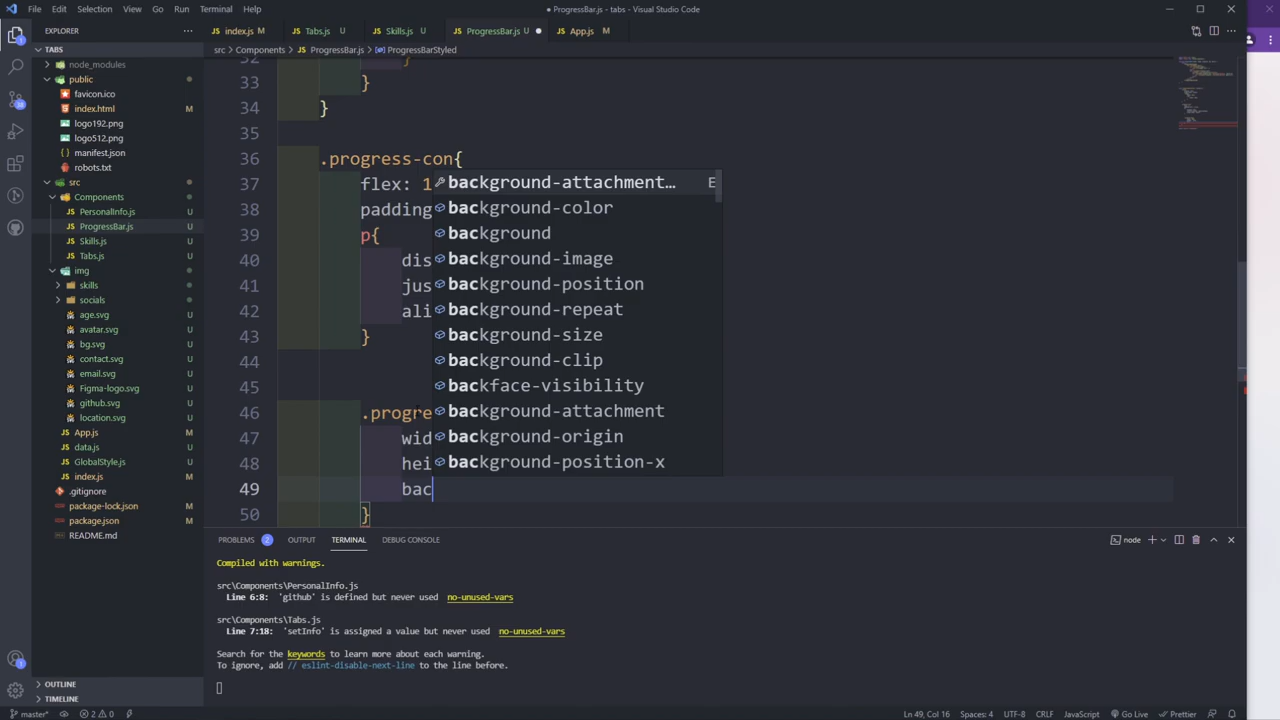 File Edit Selection View Go Run Terminal Help
● ProgressBar.js - tabs - Visual Studio Code
EXPLORER
index.js M
Tabs.js U
Skills.js U
ProgressBar.js U
App.js M
TABS
src > Components > JS ProgressBar.js > ProgressBarStyled
node_modules
public
favicon.ico
index.html M
logo192.png
logo512.png
manifest.json
robots.txt
src
Components
PersonalInfo.js U
ProgressBar.js U
Skills.js U
Tabs.js U
img
skills
socials
age.svg U
avatar.svg U
bg.svg U
contact.svg U
email.svg U
Figma-logo.svg U
github.svg U
location.svg U
App.js M
data.js U
GlobalStyle.js U
index.js M
.gitignore
package-lock.json M
package.json M
README.md
OUTLINE
TIMELINE
32 }
33 }
34 }
35
36 .progress-con{
37 flex: 1
38 padding
39 p{
40 dis
41 jus
42 ali
43 }
44
45
46 .progre
47 wid
48 hei
49 bac
50 }
background-attachment… E
background-color
background
background-image
background-position
background-repeat
background-size
background-clip
backface-visibility
background-attachment
background-origin
background-position-x
PROBLEMS 2 OUTPUT TERMINAL DEBUG CONSOLE
node
Compiled with warnings.
src\Components\PersonalInfo.js
Line 6:8: 'github' is defined but never used no-unused-vars
src\Components\Tabs.js
Line 7:18: 'setInfo' is assigned a value but never used no-unused-vars
Search for the keywords to learn more about each warning.
To ignore, add // eslint-disable-next-line to the line before.
master* 2 0
Ln 49, Col 16 Spaces: 4 UTF-8 CRLF JavaScript Go Live Prettier